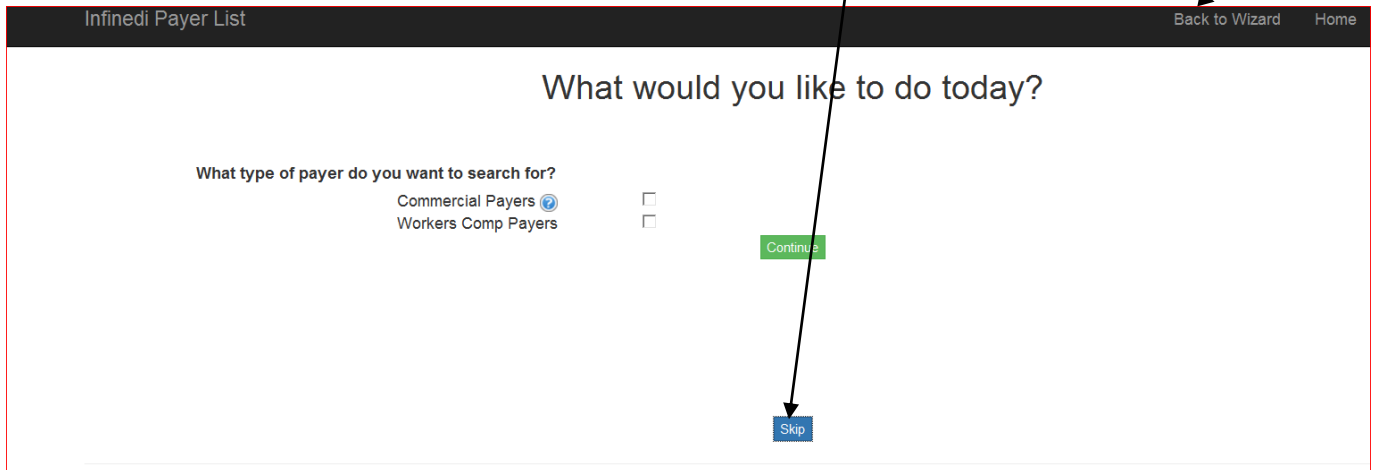 Infinedi Payer List Back to Wizard Home
What would you like to do today?
What type of payer do you want to search for?
Commercial Payers ?
Workers Comp Payers
Continue
Skip